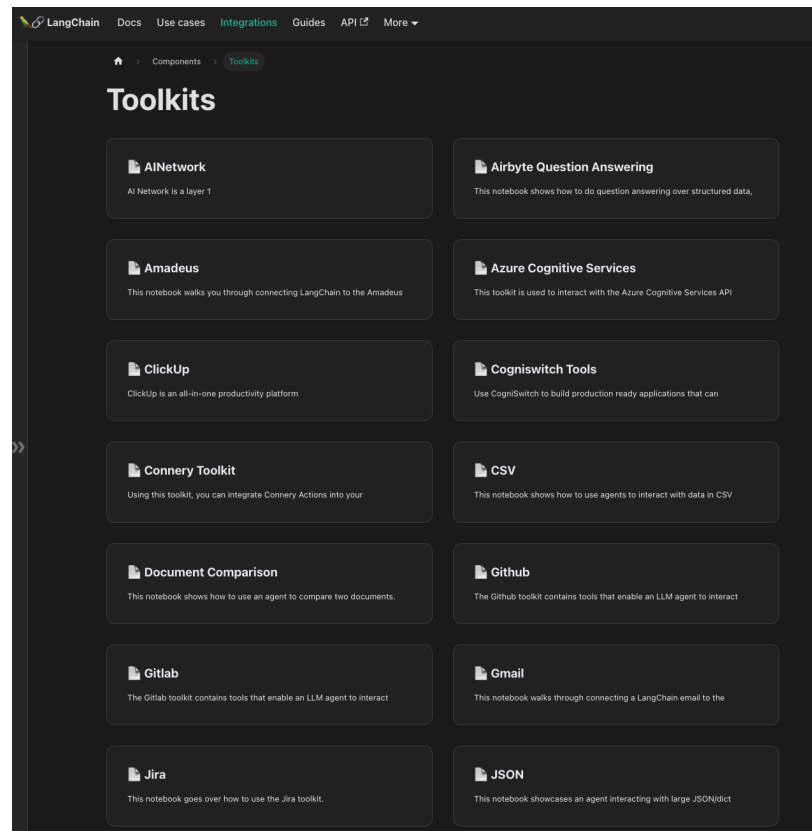 LangChain Docs Use cases Integrations Guides API More
Components Toolkits
Toolkits
AINetwork
AI Network is a layer 1
Airbyte Question Answering
This notebook shows how to do question answering over structured data,
Amadeus
This notebook walks you through connecting LangChain to the Amadeus
Azure Cognitive Services
This toolkit is used to interact with the Azure Cognitive Services API
ClickUp
ClickUp is an all-in-one productivity platform
Cogniswitch Tools
Use CogniSwitch to build production ready applications that can
Connery Toolkit
Using this toolkit, you can integrate Connery Actions into your
CSV
This notebook shows how to use agents to interact with data in CSV
Document Comparison
This notebook shows how to use an agent to compare two documents.
Github
The Github toolkit contains tools that enable an LLM agent to interact
Gitlab
The Gitlab toolkit contains tools that enable an LLM agent to interact
Gmail
This notebook walks through connecting a LangChain email to the
Jira
This notebook goes over how to use the Jira toolkit.
JSON
This notebook showcases an agent interacting with large JSON/dict